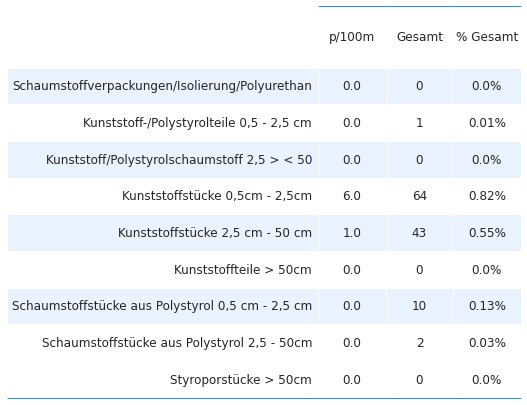 p/100m Gesamt % Gesamt
Schaumstoffverpackungen/Isolierung/Polyurethan 0.0 0 0.0%
Kunststoff-/Polystyrolteile 0,5 - 2,5 cm 0.0 1 0.01%
Kunststoff/Polystyrolschaumstoff 2,5 > < 50 0.0 0 0.0%
Kunststoffstücke 0,5cm - 2,5cm 6.0 64 0.82%
Kunststoffstücke 2,5 cm - 50 cm 1.0 43 0.55%
Kunststoffteile > 50cm 0.0 0 0.0%
Schaumstoffstücke aus Polystyrol 0,5 cm - 2,5 cm 0.0 10 0.13%
Schaumstoffstücke aus Polystyrol 2,5 - 50cm 0.0 2 0.03%
Styroporstücke > 50cm 0.0 0 0.0%